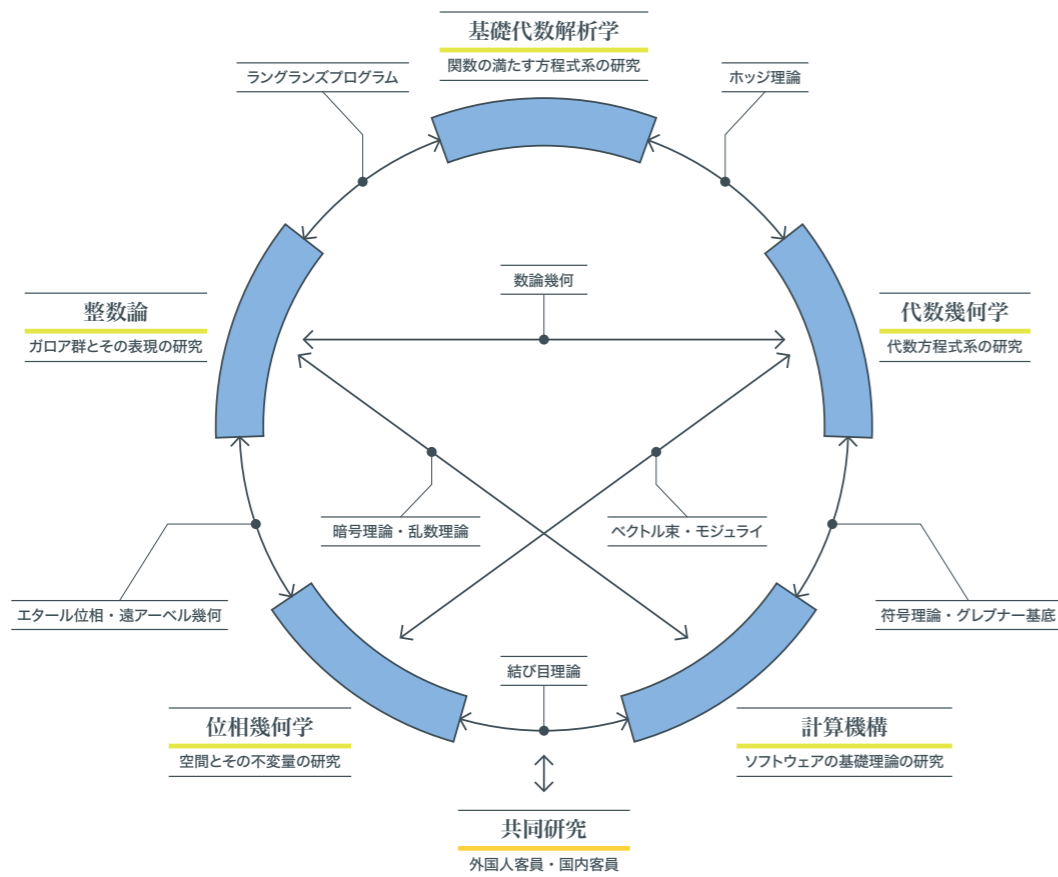 基礎代数解析学
関数の満たす方程式系の研究
ラングランズプログラム
ホッジ理論
数論幾何
整数論
ガロア群とその表現の研究
代数幾何学
代数方程式系の研究
暗号理論・乱数理論
ベクトル束・モジュライ
エタール位相・遠アーベル幾何
符号理論・グレブナー基底
結び目理論
位相幾何学
空間とその不変量の研究
計算機構
ソフトウェアの基礎理論の研究
共同研究
外国人客員・国内客員